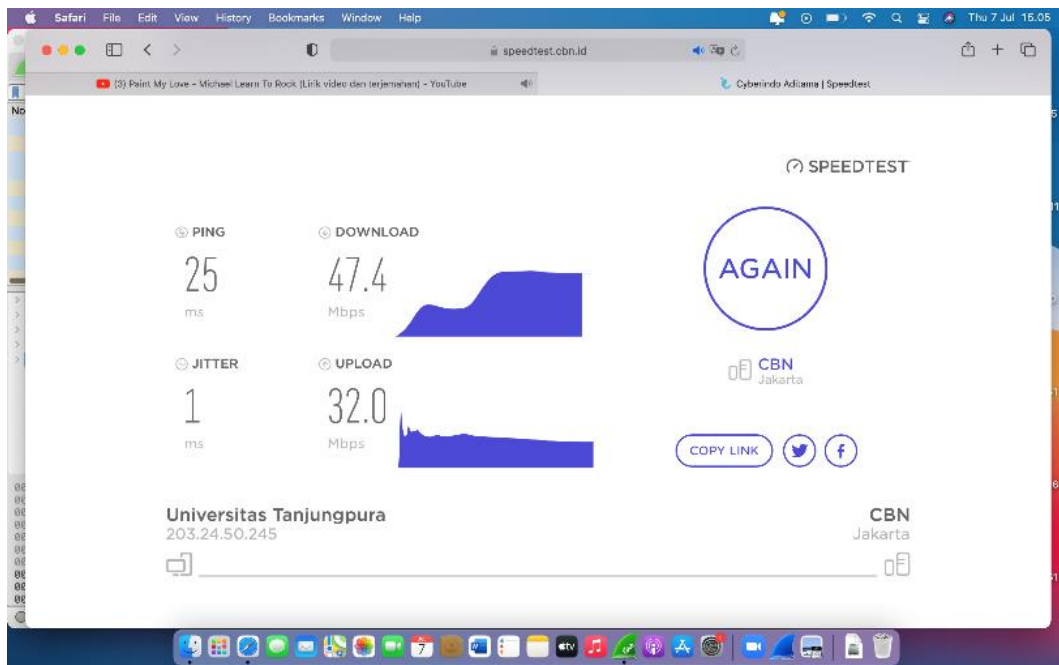 Safari File Edit View History Bookmarks Window Help Thu 7 Jul 15.05
speedtest.cbn.id
(3) Paint My Love - Michael Learn To Rock (Lirik video dan terjemahan) - YouTube
Cyberindo Aditama | Speedtest
SPEEDTEST
PING
25
ms
DOWNLOAD
47.4
Mbps
AGAIN
JITTER
1
ms
UPLOAD
32.0
Mbps
CBN
Jakarta
COPY LINK
Universitas Tanjungpura
203.24.50.245
CBN
Jakarta